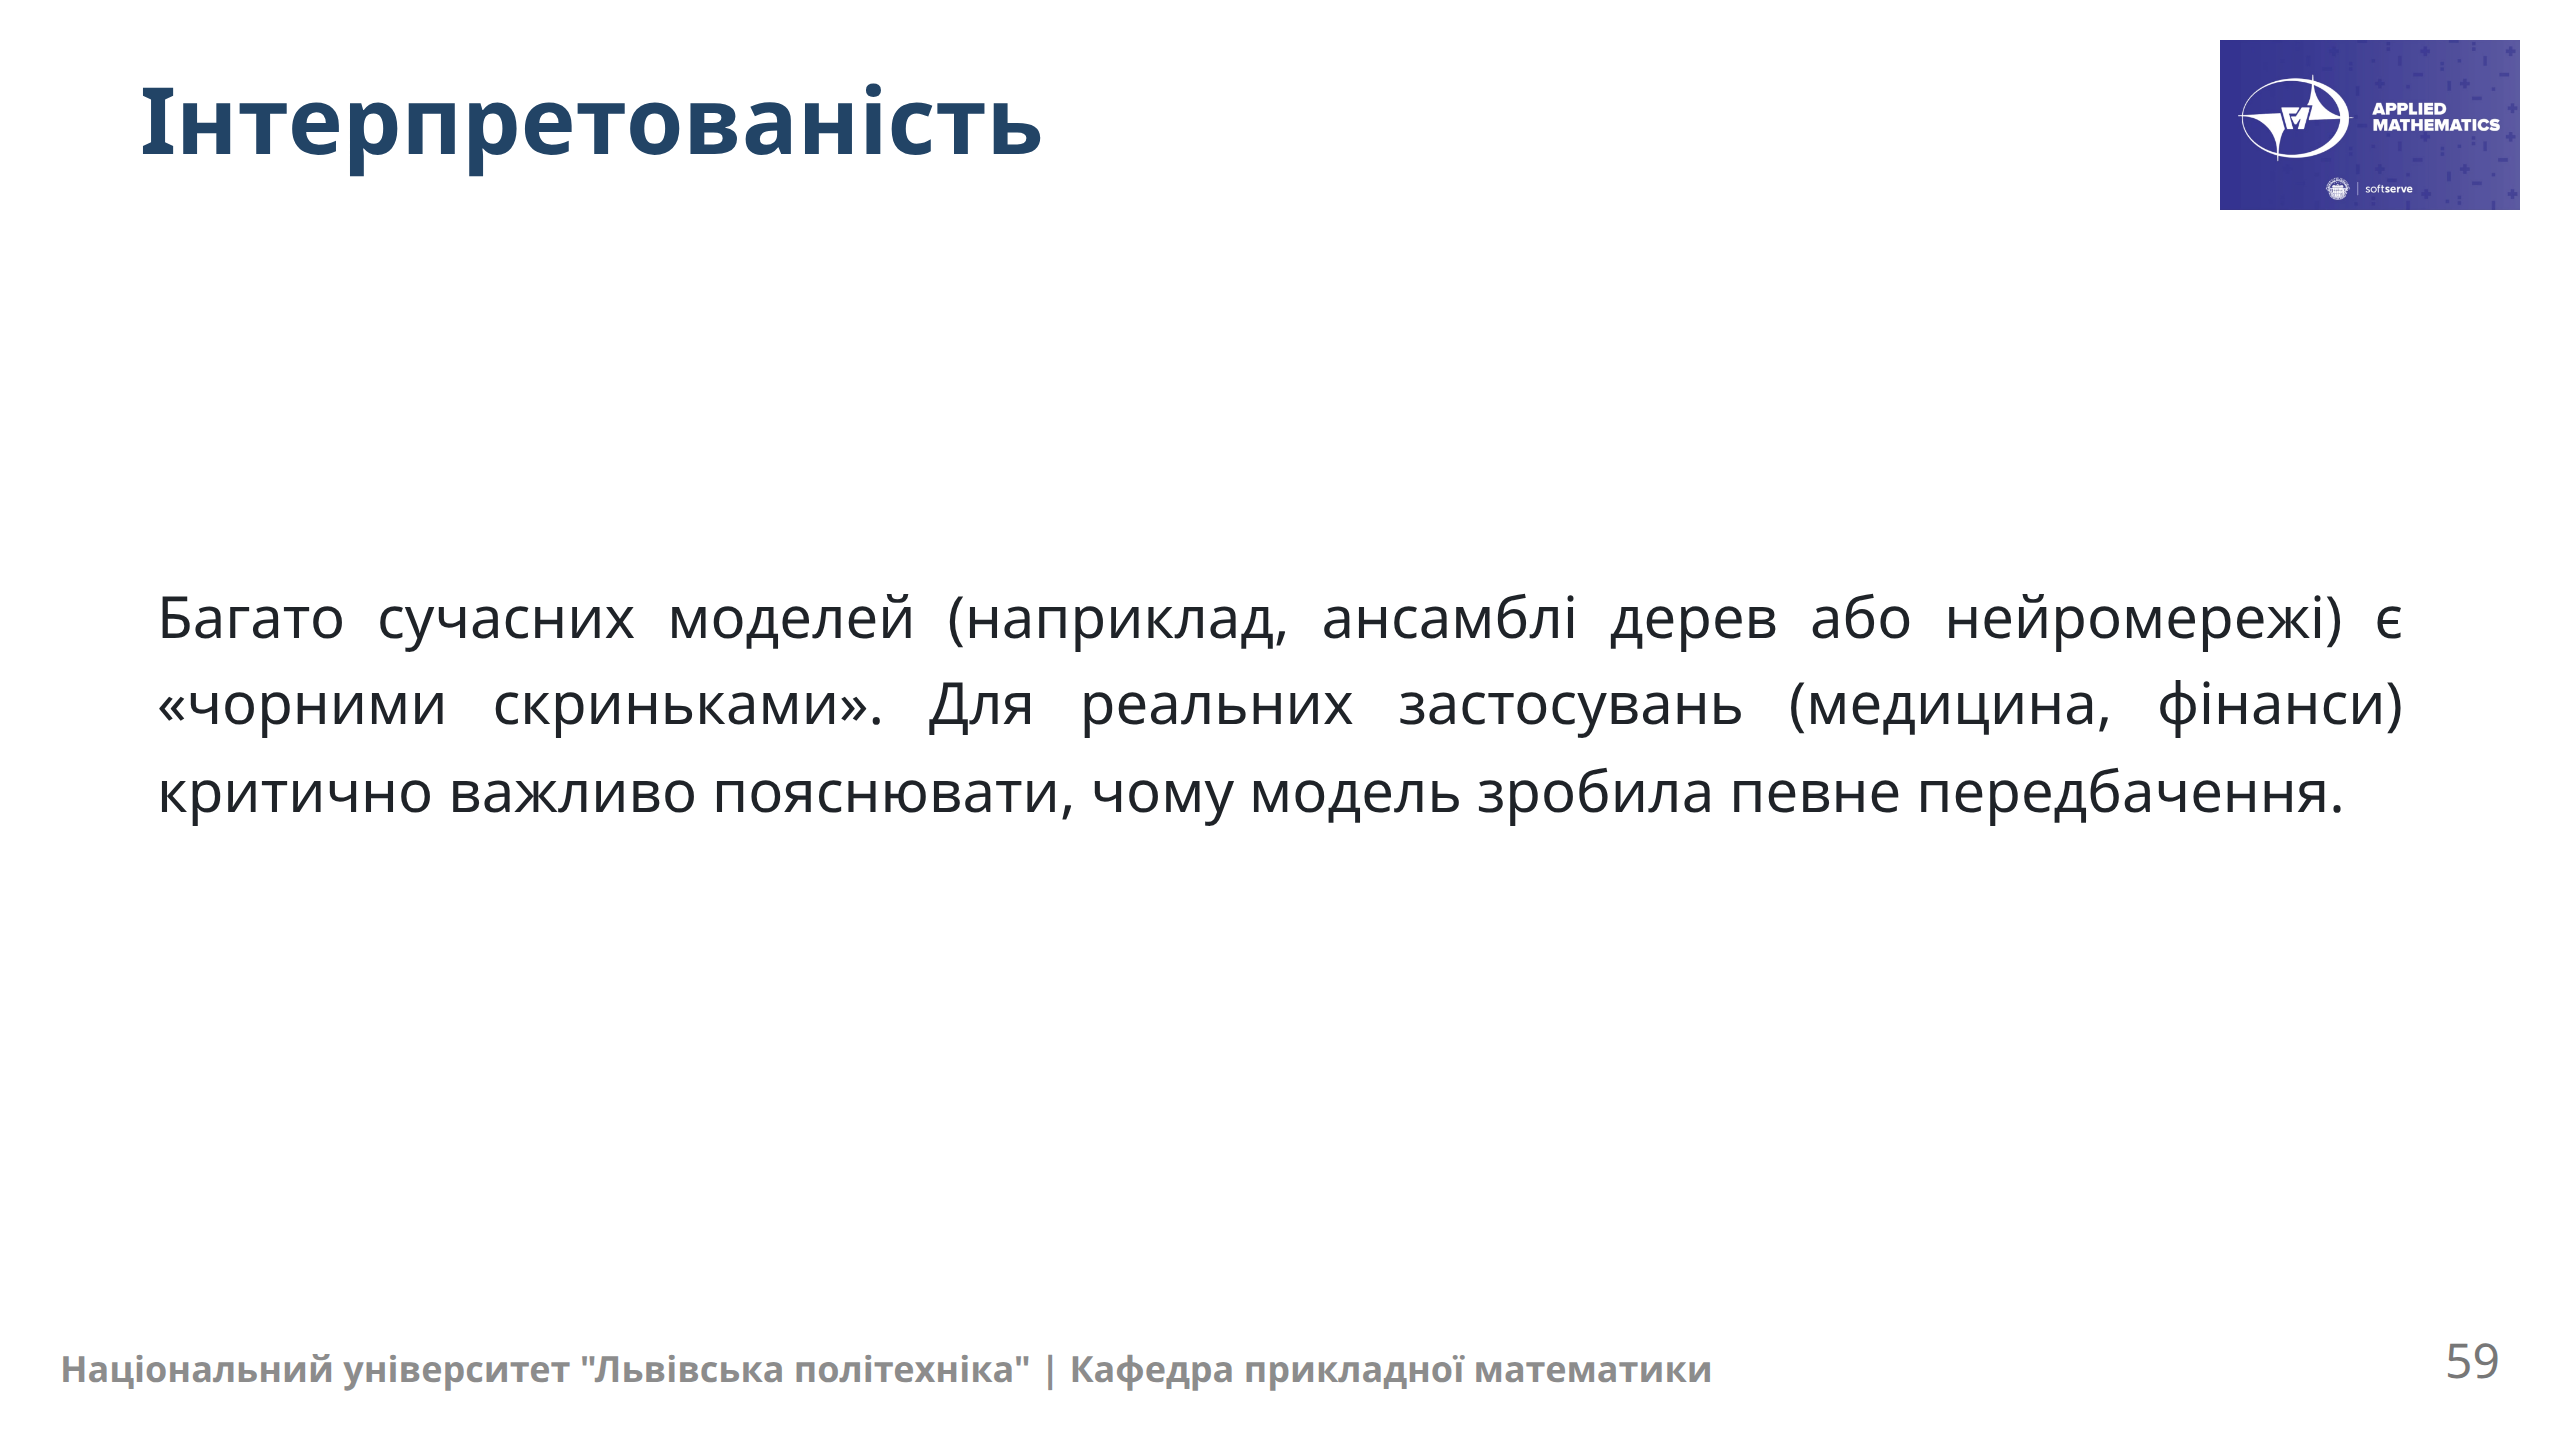 Інтерпретованість
APPLIED
MATHEMATICS
softserve
Багато сучасних моделей (наприклад, ансамблі дерев або нейромережі) є
«чорними скриньками». Для реальних застосувань (медицина, фінанси)
критично важливо пояснювати, чому модель зробила певне передбачення.
Національний університет "Львівська політехніка" | Кафедра прикладної математики
59